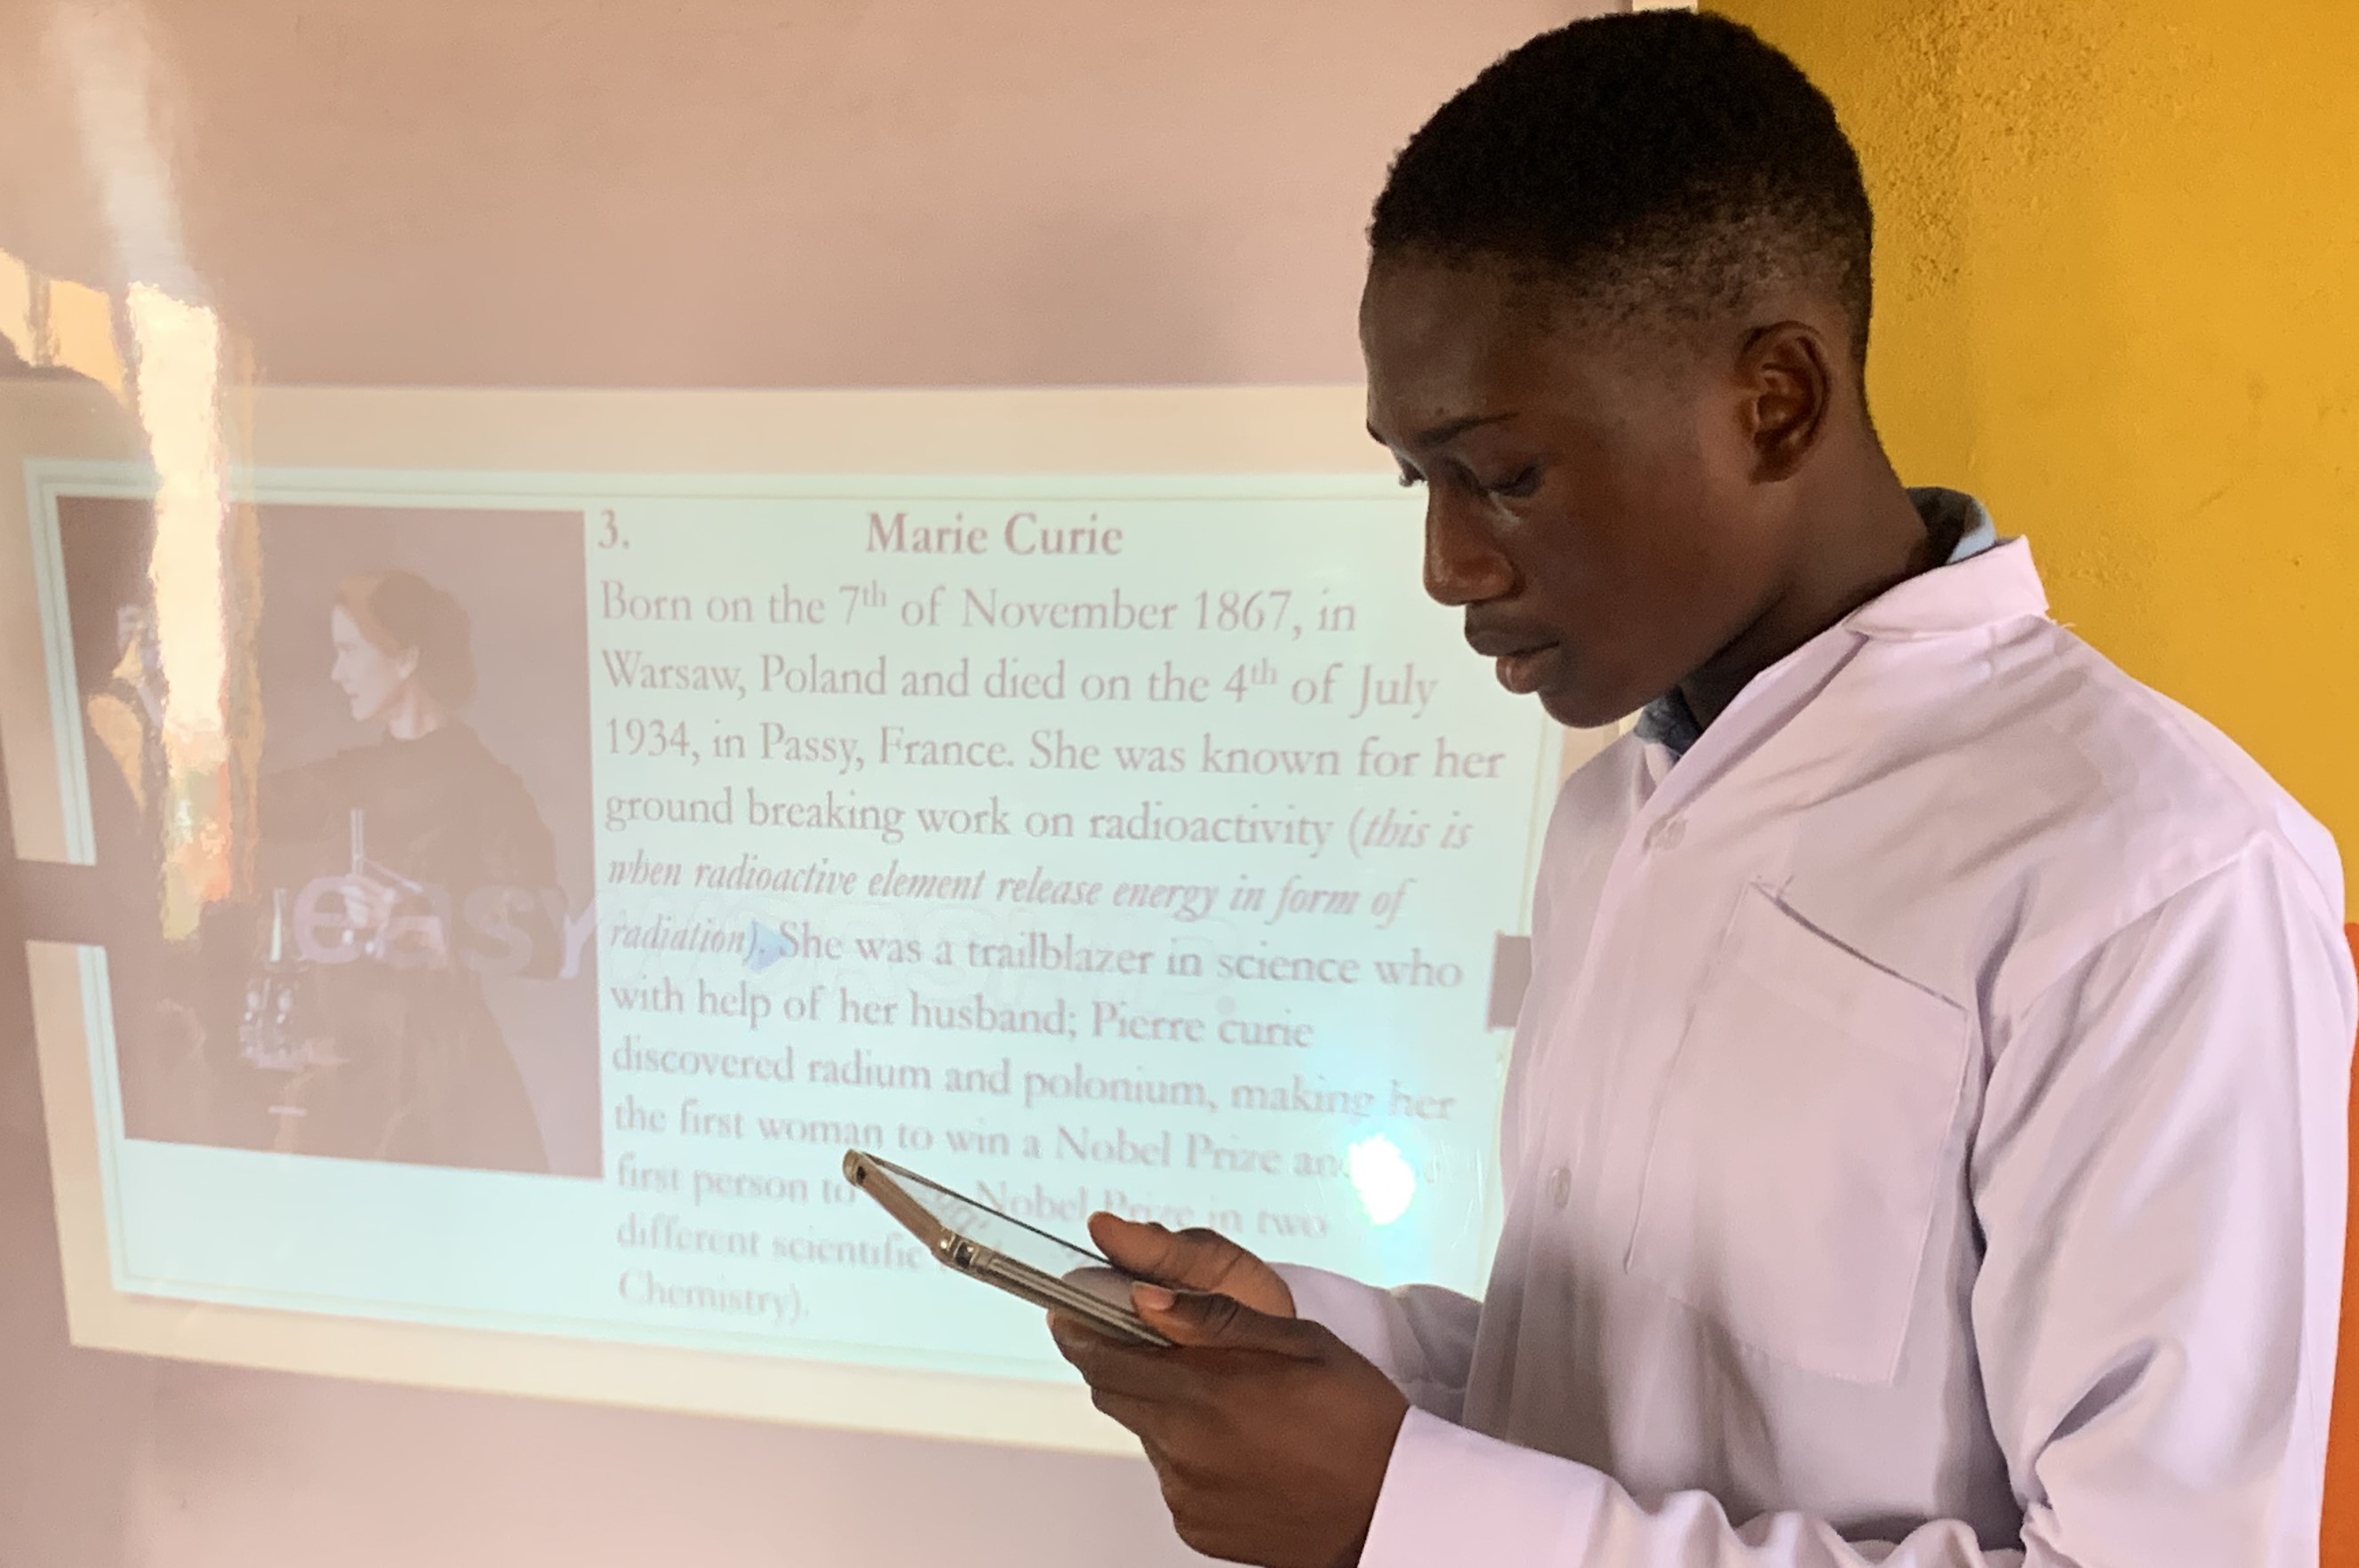 3. Marie Curie
Born on the 7th of November 1867, in
Warsaw, Poland and died on the 4th of July
1934, in Passy, France. She was known for her
ground breaking work on radioactivity (this is
when radioactive element release energy in form of
radiation). She was a trailblazer in science who
with help of her husband; Pierre curie
discovered radium and polonium, making her
the first woman to win a Nobel Prize
first person to Nobel Prize in two
different scientific
Chemistry).
easyworship.